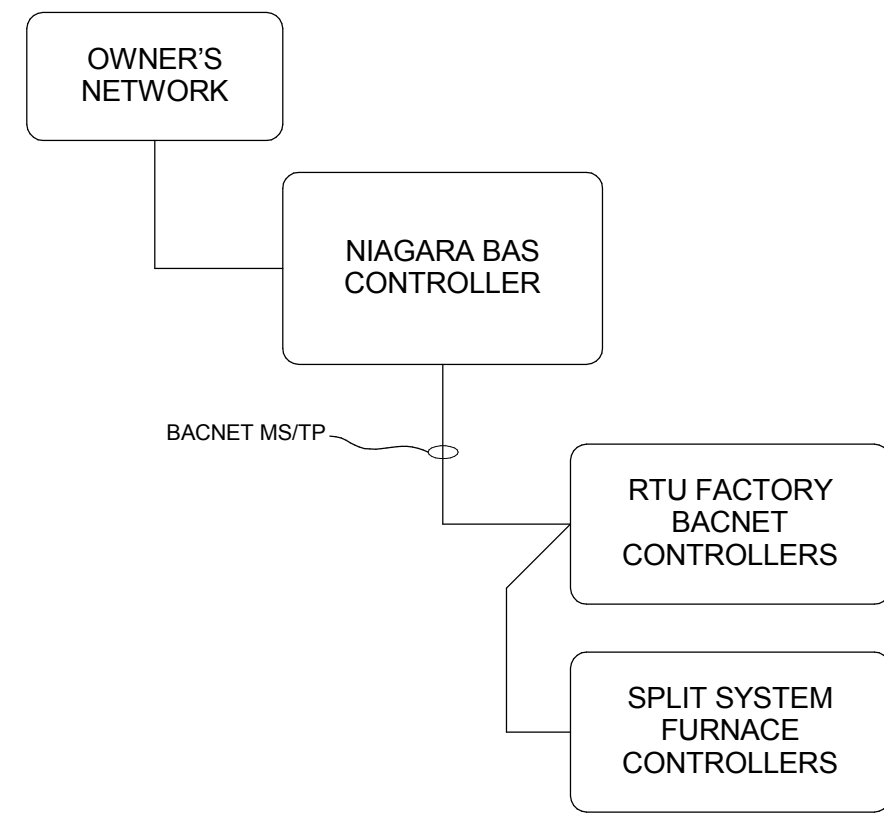 OWNER'S
NETWORK
NIAGARA BAS
CONTROLLER
BACNET MS/TP
RTU FACTORY
BACNET
CONTROLLERS
SPLIT SYSTEM
FURNACE
CONTROLLERS